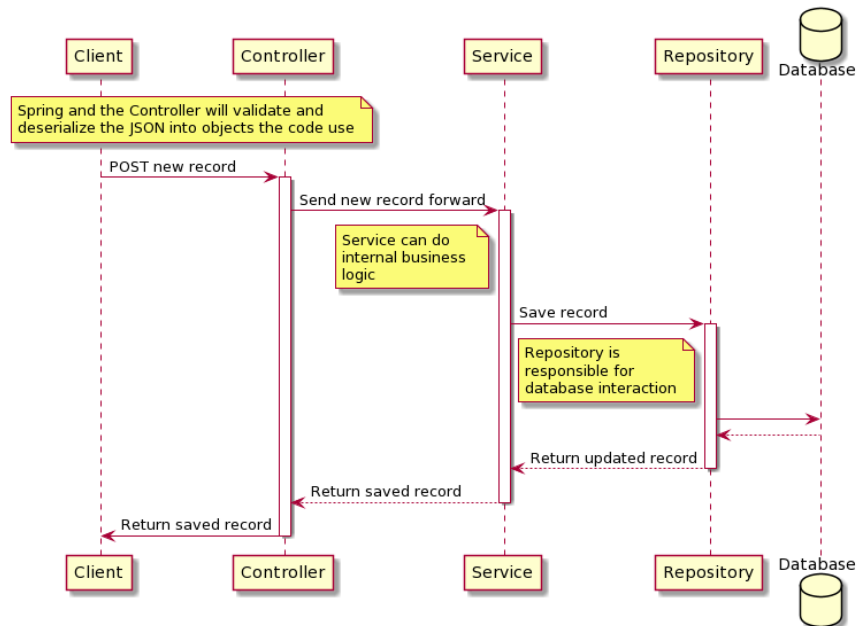 Client
Controller
Service
Repository
Database
Spring and the Controller will validate and
deserialize the JSON into objects the code use
POST new record
Send new record forward
Service can do
internal business
logic
Save record
Repository is
responsible for
database interaction
Return updated record
Return saved record
Return saved record
Client
Controller
Service
Repository
Database